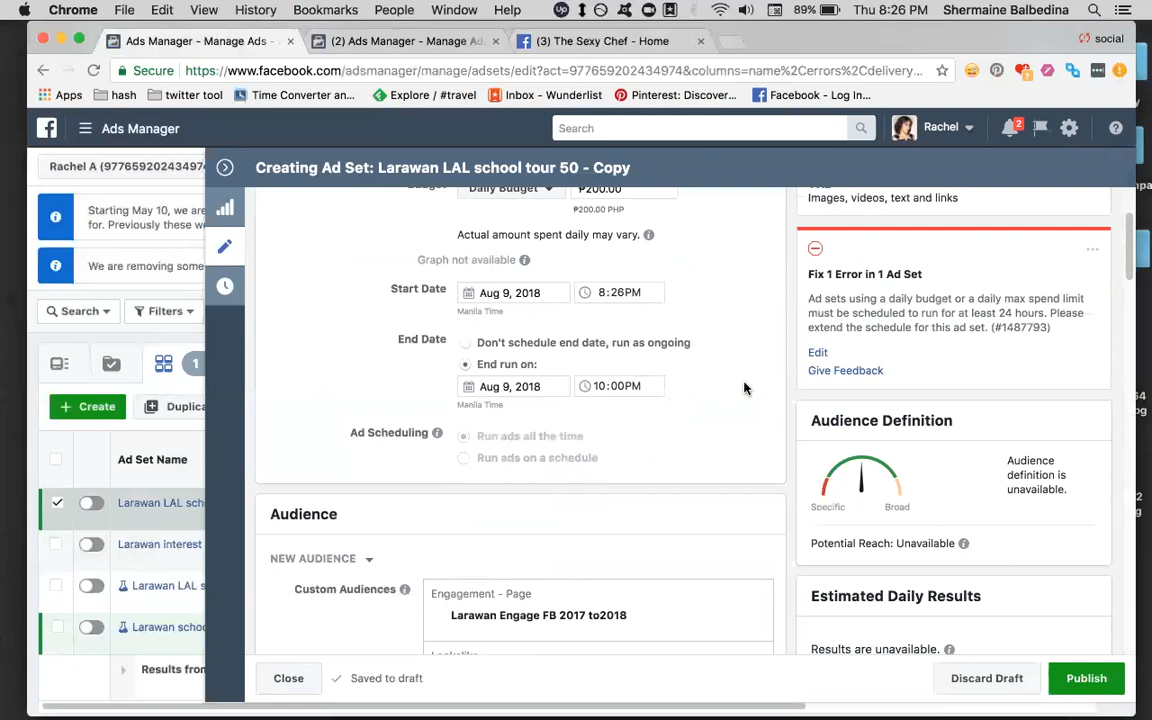 Chrome File Edit View History Bookmarks People Window Help 89% Thu 8:26 PM Shermaine Balbedina
Ads Manager - Manage Ads - (2) Ads Manager - Manage Ad (3) The Sexy Chef - Home social
Secure https://www.facebook.com/adsmanager/manage/adsets/edit?act=977659202434974&columns=name%2Cerrors%2Cdelivery...
Apps hash twitter tool Time Converter an... Explore / #travel Inbox - Wunderlist Pinterest: Discover... Facebook - Log In...
Ads Manager Search Rachel 2
Rachel A (97765920243497
Creating Ad Set: Larawan LAL school tour 50 - Copy
Starting May 10, we are
for. Previously these w
We are removing some
Search Filters
1
+ Create Duplica
Ad Set Name
Larawan LAL sch
Larawan interest
Larawan LAL s
Larawan scho
Results from
Daily Budget ₱200.00
₱200.00 PHP
Actual amount spent daily may vary.
Graph not available
Start Date Aug 9, 2018 8:26PM
Manila Time
End Date Don't schedule end date, run as ongoing
End run on:
Aug 9, 2018 10:00PM
Manila Time
Ad Scheduling Run ads all the time
Run ads on a schedule
Audience
NEW AUDIENCE
Custom Audiences Engagement - Page
Larawan Engage FB 2017 to2018
Images, videos, text and links
Fix 1 Error in 1 Ad Set
Ad sets using a daily budget or a daily max spend limit
must be scheduled to run for at least 24 hours. Please
extend the schedule for this ad set. (#1487793)
Edit
Give Feedback
Audience Definition
Audience
definition is
unavailable.
Specific Broad
Potential Reach: Unavailable
Estimated Daily Results
Results are unavailable.
Close Saved to draft Discard Draft Publish